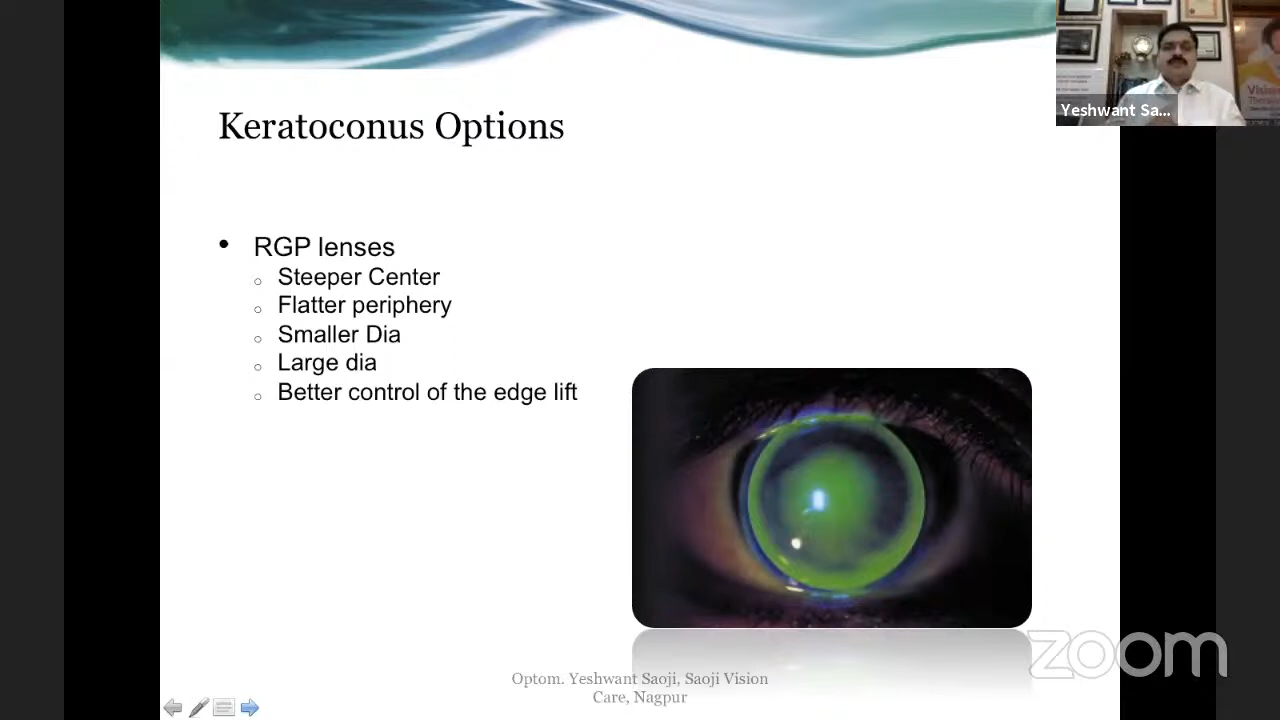 Keratoconus Options
• RGP lenses
○ Steeper Center
○ Flatter periphery
○ Smaller Dia
○ Large dia
○ Better control of the edge lift
Optom. Yeshwant Saoji, Saoji Vision
Care, Nagpur
Yeshwant Sa...
Vision
zoom